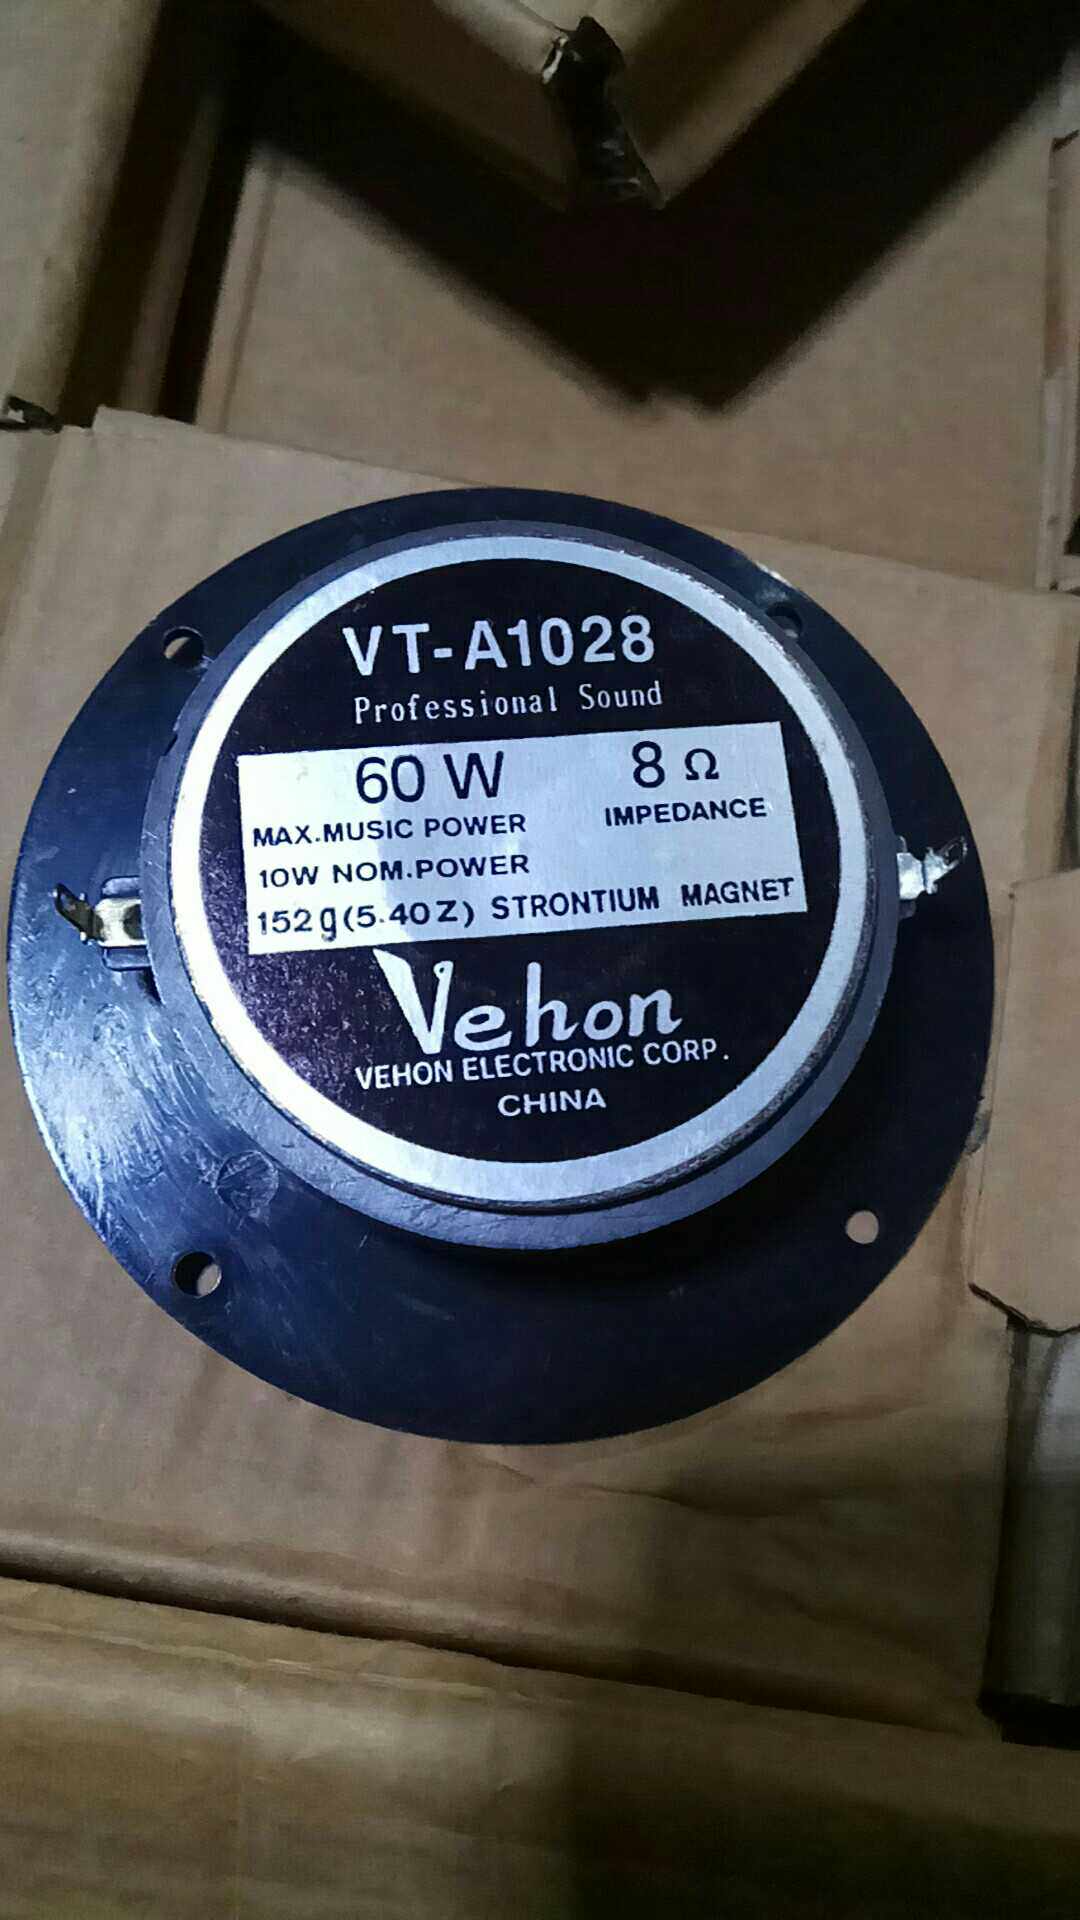 VT-A1028
Professional Sound
60 W 8 Ω
MAX.MUSIC POWER IMPEDANCE
10W NOM.POWER
152g(5.40Z) STRONTIUM MAGNET
Vehon
VEHON ELECTRONIC CORP.
CHINA